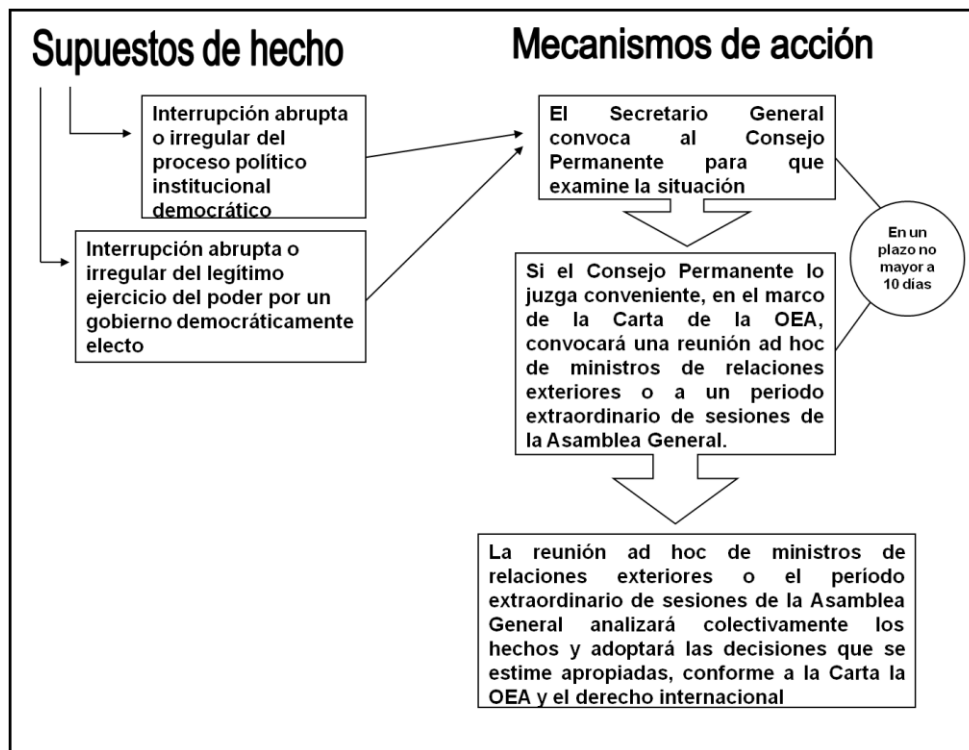 Supuestos de hecho
Interrupción abrupta
o irregular del
proceso político
institucional
democrático
Interrupción abrupta o
irregular del legítimo
ejercicio del poder por un
gobierno democráticamente
electo
Mecanismos de acción
El Secretario General
convoca al Consejo
Permanente para que
examine la situación
En un
plazo no
mayor a
10 días
Si el Consejo Permanente lo
juzga conveniente, en el marco
de la Carta de la OEA,
convocará una reunión ad hoc
de ministros de relaciones
exteriores o a un periodo
extraordinario de sesiones de
la Asamblea General.
La reunión ad hoc de ministros de
relaciones exteriores o el período
extraordinario de sesiones de la Asamblea
General analizará colectivamente los
hechos y adoptará las decisiones que se
estime apropiadas, conforme a la Carta la
OEA y el derecho internacional